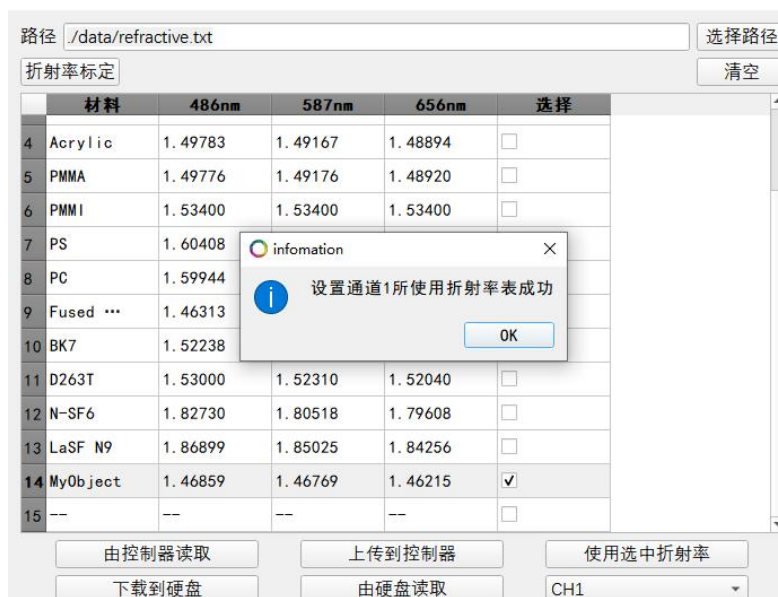 路径 ./data/refractive.txt 选择路径
折射率标定 清空
材料 486nm 587nm 656nm 选择
4 Acrylic 1.49783 1.49167 1.48894
5 PMMA 1.49776 1.49176 1.48920
6 PMMI 1.53400 1.53400 1.53400
7 PS 1.60408
8 PC 1.59944
9 Fused … 1.46313
10 BK7 1.52238
infomation
设置通道1所使用折射率表成功
OK
11 D263T 1.53000 1.52310 1.52040
12 N-SF6 1.82730 1.80518 1.79608
13 LaSF N9 1.86899 1.85025 1.84256
14 MyObject 1.46859 1.46769 1.46215
15 -- -- -- --
由控制器读取 上传到控制器 使用选中折射率
下载到硬盘 由硬盘读取 CH1